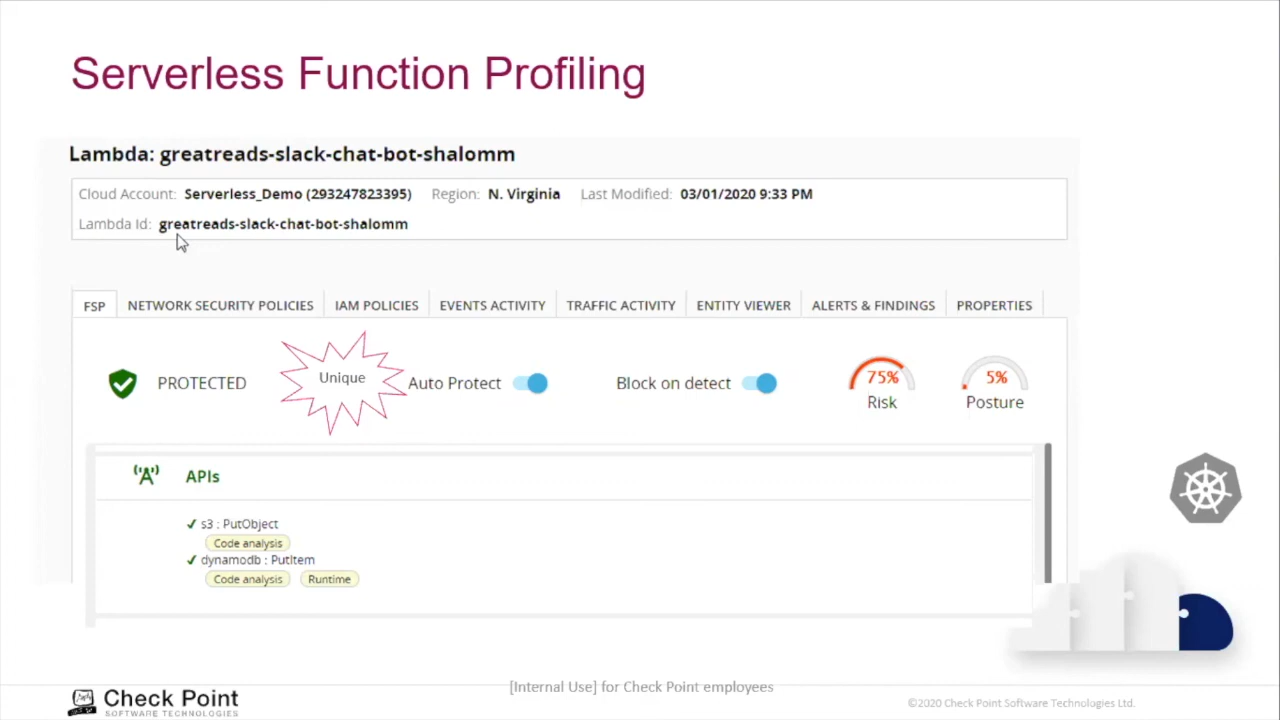 Serverless Function Profiling
Lambda: greatreads-slack-chat-bot-shalomm
Cloud Account: Serverless_Demo (293247823395) Region: N. Virginia Last Modified: 03/01/2020 9:33 PM
Lambda Id: greatreads-slack-chat-bot-shalomm
FSP NETWORK SECURITY POLICIES IAM POLICIES EVENTS ACTIVITY TRAFFIC ACTIVITY ENTITY VIEWER ALERTS & FINDINGS PROPERTIES
PROTECTED Unique Auto Protect Block on detect 75% 5%
Risk Posture
APIs
s3 : PutObject
Code analysis
dynamodb : PutItem
Code analysis Runtime
[Internal Use] for Check Point employees
Check Point
SOFTWARE TECHNOLOGIES
©2020 Check Point Software Technologies Ltd.